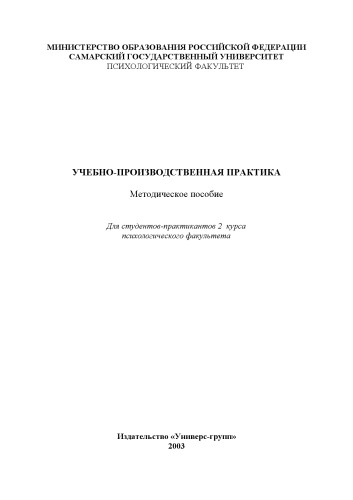 МИНИСТЕРСТВО ОБРАЗОВАНИЯ РОССИЙСКОЙ ФЕДЕРАЦИИ
САМАРСКИЙ ГОСУДАРСТВЕННЫЙ УНИВЕРСИТЕТ
ПСИХОЛОГИЧЕСКИЙ ФАКУЛЬТЕТ
УЧЕБНО-ПРОИЗВОДСТВЕННАЯ ПРАКТИКА
Методическое пособие
Для студентов-практикантов 2 курса
психологического факультета
Издательство «Универс-групп»
2003